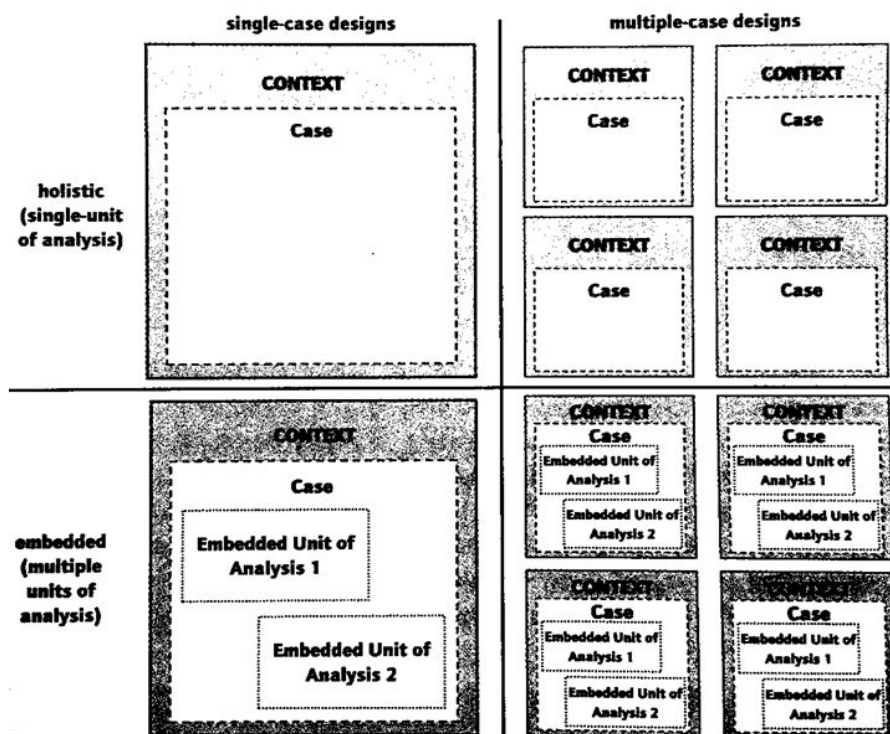 single-case designs
multiple-case designs
CONTEXT
Case
holistic
(single-unit
of analysis)
CONTEXT
Case
CONTEXT
Case
CONTEXT
Case
CONTEXT
Case
embedded
(multiple
units of
analysis)
CONTEXT
Case
Embedded Unit of
Analysis 1
Embedded Unit of
Analysis 2
CONTEXT
Case
Embedded Unit of
Analysis 1
Embedded Unit of
Analysis 2
CONTEXT
Case
Embedded Unit of
Analysis 1
Embedded Unit of
Analysis 2
CONTEXT
Case
Embedded Unit of
Analysis 1
Embedded Unit of
Analysis 2
CONTEXT
Case
Embedded Unit of
Analysis 1
Embedded Unit of
Analysis 2